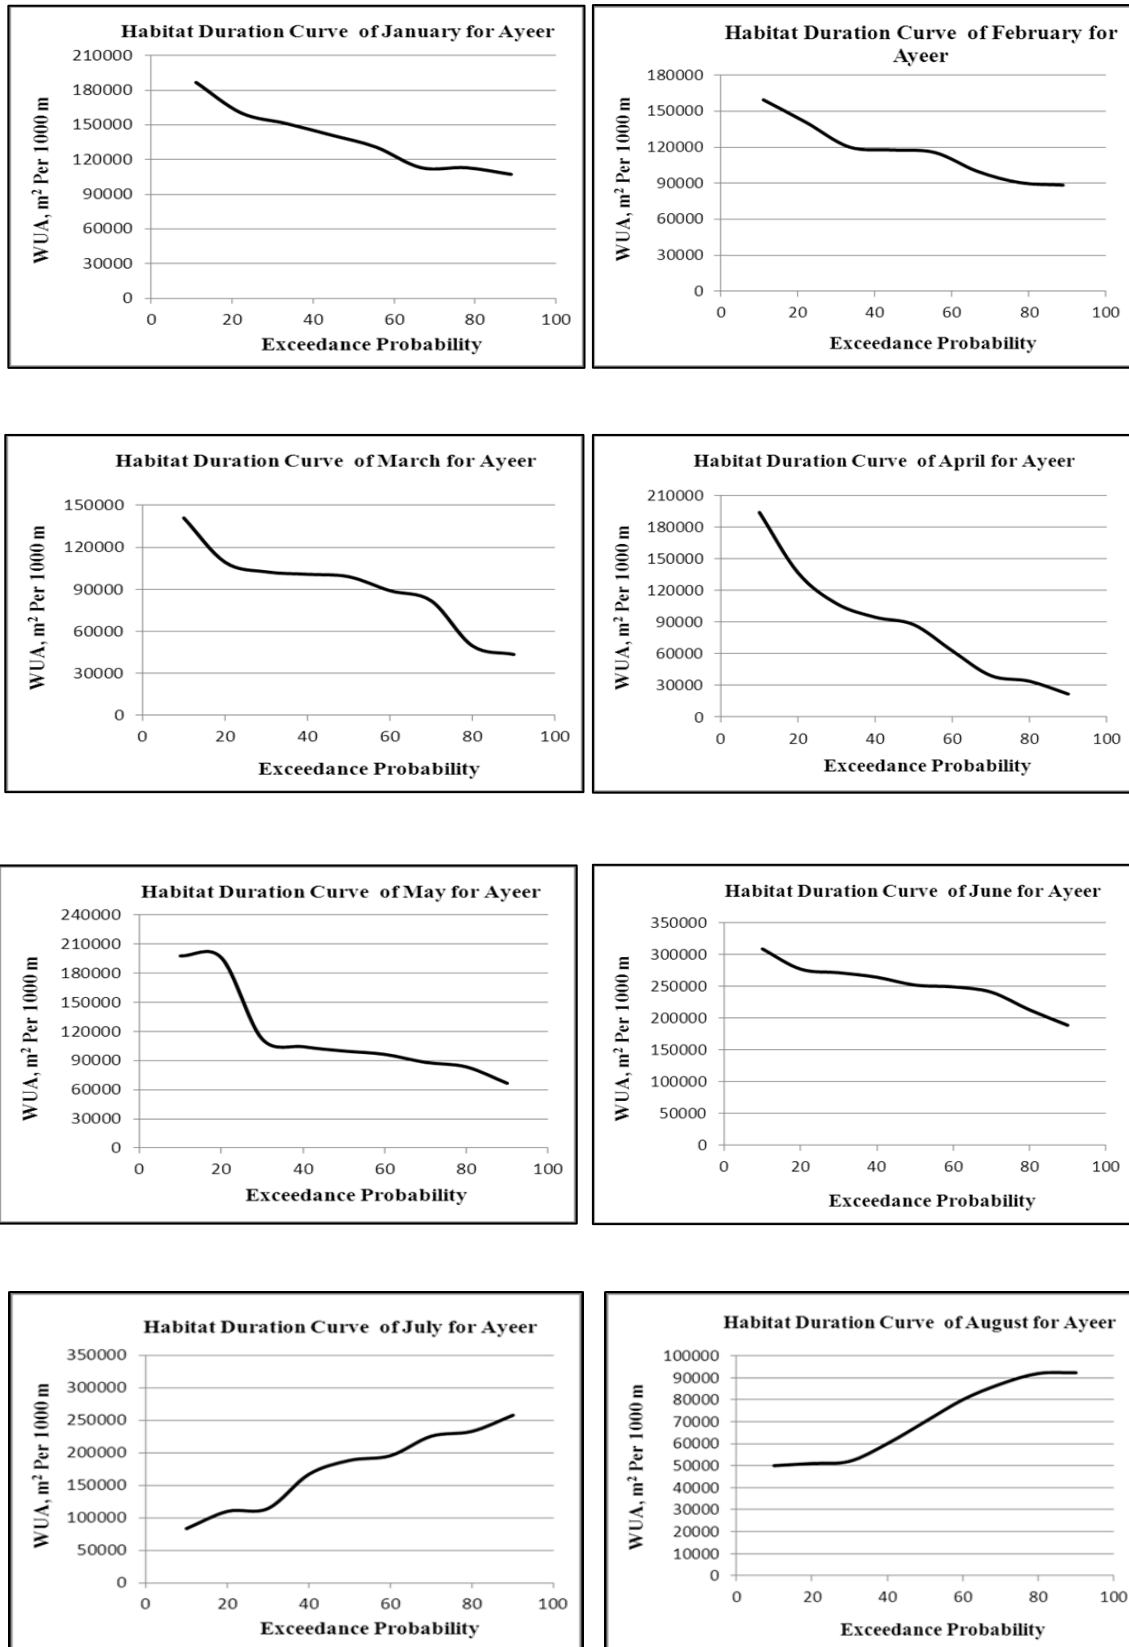 Habitat Duration Curve of January for Ayeer
210000
180000
150000
120000
90000
60000
30000
0
WUA, m² Per 1000 m
0 20 40 60 80 100
Exceedance Probability
Habitat Duration Curve of February for
Ayeer
180000
150000
120000
90000
60000
30000
0
WUA, m² Per 1000 m
0 20 40 60 80 100
Exceedance Probability
Habitat Duration Curve of March for Ayeer
150000
120000
90000
60000
30000
0
WUA, m² Per 1000 m
0 20 40 60 80 100
Exceedance Probability
Habitat Duration Curve of April for Ayeer
210000
180000
150000
120000
90000
60000
30000
0
WUA, m² Per 1000 m
0 20 40 60 80 100
Exceedance Probability
Habitat Duration Curve of May for Ayeer
240000
210000
180000
150000
120000
90000
60000
30000
0
WUA, m² Per 1000 m
0 20 40 60 80 100
Exceedance Probability
Habitat Duration Curve of June for Ayeer
350000
300000
250000
200000
150000
100000
50000
0
WUA, m² Per 1000 m
0 20 40 60 80 100
Exceedance Probability
Habitat Duration Curve of July for Ayeer
350000
300000
250000
200000
150000
100000
50000
0
WUA, m² Per 1000 m
0 20 40 60 80 100
Exceedance Probability
Habitat Duration Curve of August for Ayeer
100000
90000
80000
70000
60000
50000
40000
30000
20000
10000
0
WUA, m² Per 1000 m
0 20 40 60 80 100
Exceedance Probability